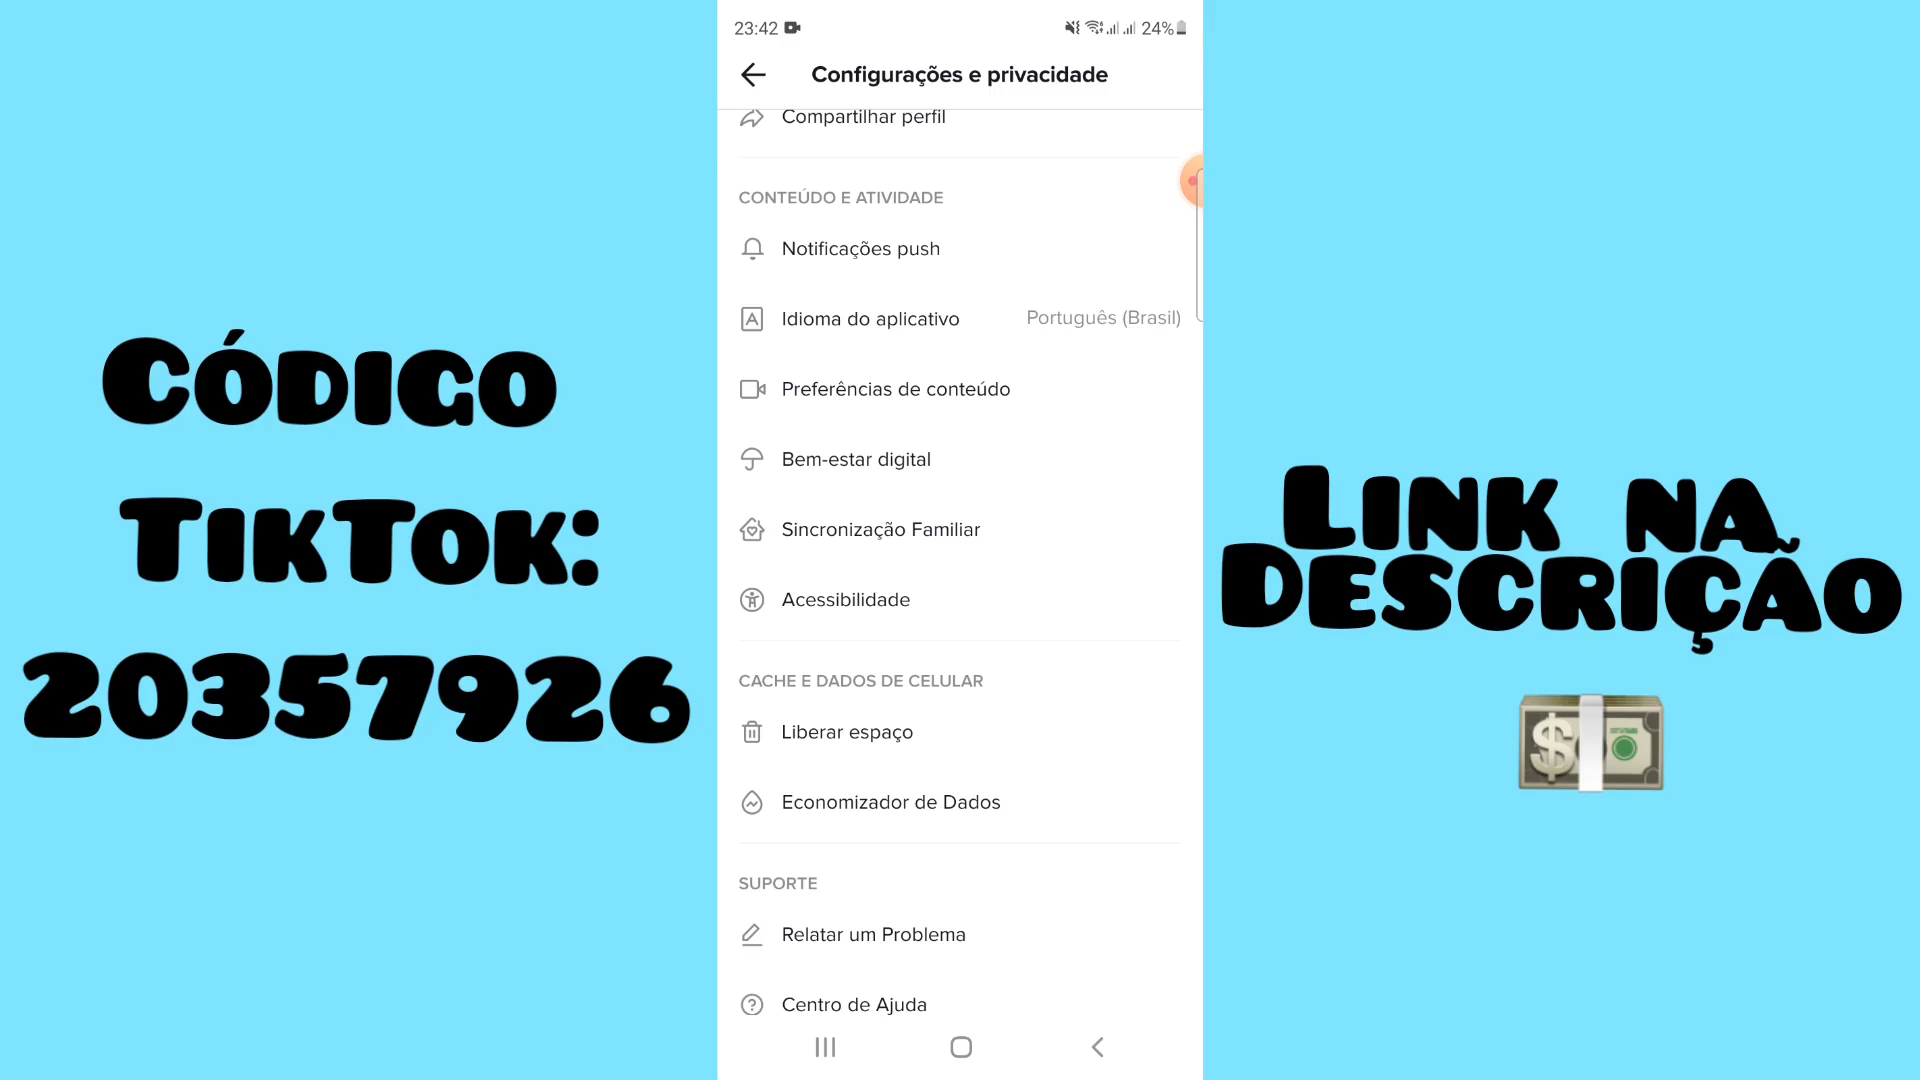 Código
TikTok:
20357926
23:42
24%
Configurações e privacidade
Compartilhar perfil
CONTEÚDO E ATIVIDADE
Notificações push
Idioma do aplicativo Português (Brasil)
Preferências de conteúdo
Bem-estar digital
Sincronização Familiar
Acessibilidade
CACHE E DADOS DE CELULAR
Liberar espaço
Economizador de Dados
SUPORTE
Relatar um Problema
Centro de Ajuda
Link na
Descrição